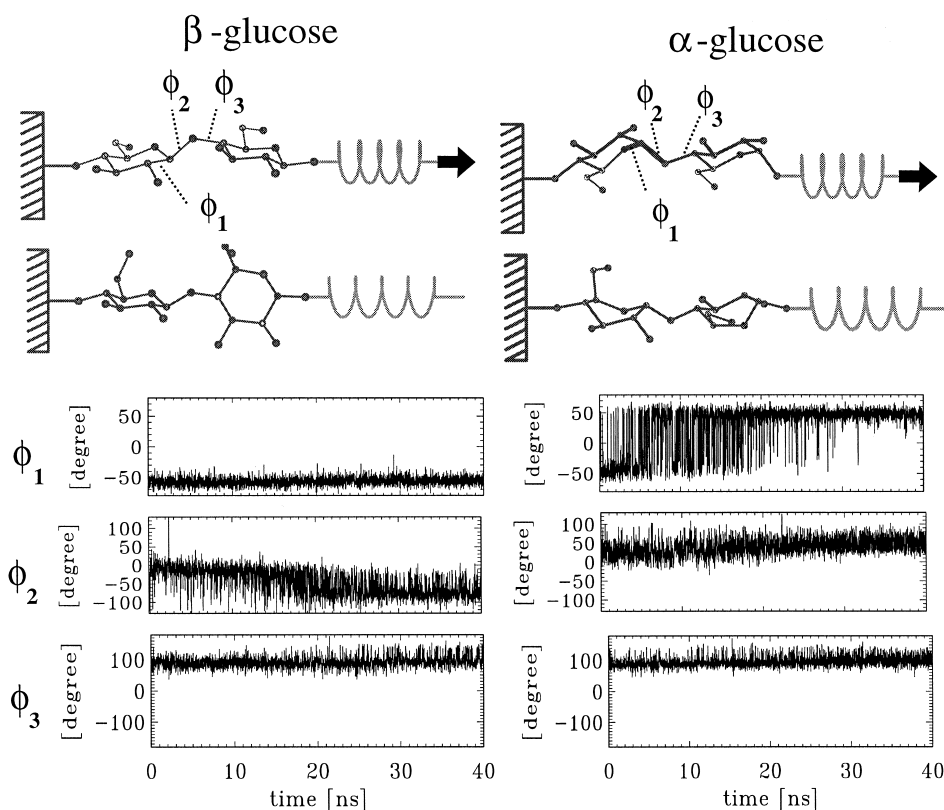 β-glucose
α-glucose
ϕ2
ϕ3
ϕ1
ϕ2
ϕ3
ϕ1
ϕ1
[degree]
50
0
−50
[degree]
50
0
−50
ϕ2
[degree]
100
50
0
−50
−100
[degree]
100
50
0
−50
−100
ϕ3
[degree]
100
0
−100
[degree]
100
0
−100
0 10 20 30 40
time [ns]
0 10 20 30 40
time [ns]